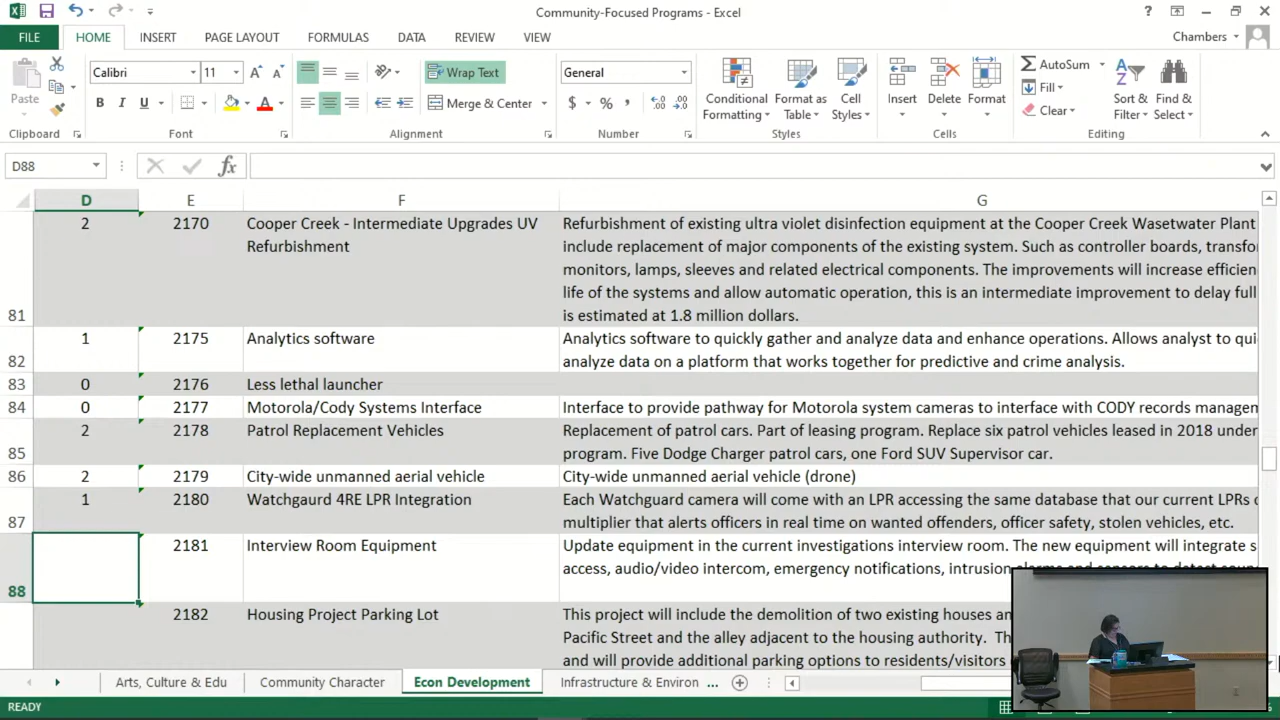 Community-Focused Programs - Excel
?
FILE
HOME
INSERT
PAGE LAYOUT
FORMULAS
DATA
REVIEW
VIEW
Chambers
Paste
Clipboard
Calibri
11
B I U
A
Font
Wrap Text
Merge & Center
Alignment
General
$ % ,
Number
Conditional
Formatting
Format as
Table
Cell
Styles
Styles
Insert
Delete
Format
Cells
AutoSum
Fill
Clear
Sort &
Filter
Find &
Select
Editing
D88
fx
D E F G
2 2170 Cooper Creek - Intermediate Upgrades UV Refurbishment of existing ultra violet disinfection equipment at the Cooper Creek Wasetwater Plant
Refurbishment include replacement of major components of the existing system. Such as controller boards, transfo
monitors, lamps, sleeves and related electrical components. The improvements will increase efficien
life of the systems and allow automatic operation, this is an intermediate improvement to delay full
81 is estimated at 1.8 million dollars.
1 2175 Analytics software Analytics software to quickly gather and analyze data and enhance operations. Allows analyst to qui
82 analyze data on a platform that works together for predictive and crime analysis.
83 0 2176 Less lethal launcher
84 0 2177 Motorola/Cody Systems Interface Interface to provide pathway for Motorola system cameras to interface with CODY records managem
2 2178 Patrol Replacement Vehicles Replacement of patrol cars. Part of leasing program. Replace six patrol vehicles leased in 2018 under
85 program. Five Dodge Charger patrol cars, one Ford SUV Supervisor car.
86 2 2179 City-wide unmanned aerial vehicle City-wide unmanned aerial vehicle (drone)
1 2180 Watchgaurd 4RE LPR Integration Each Watchguard camera will come with an LPR accessing the same database that our current LPRs
87 multiplier that alerts officers in real time on wanted offenders, officer safety, stolen vehicles, etc.
2181 Interview Room Equipment Update equipment in the current investigations interview room. The new equipment will integrate s
access, audio/video intercom, emergency notifications, intrusion
88
2182 Housing Project Parking Lot This project will include the demolition of two existing houses an
Pacific Street and the alley adjacent to the housing authority. Th
and will provide additional parking options to residents/visitors
Arts, Culture & Edu
Community Character
Econ Development
Infrastructure & Environ ...
READY